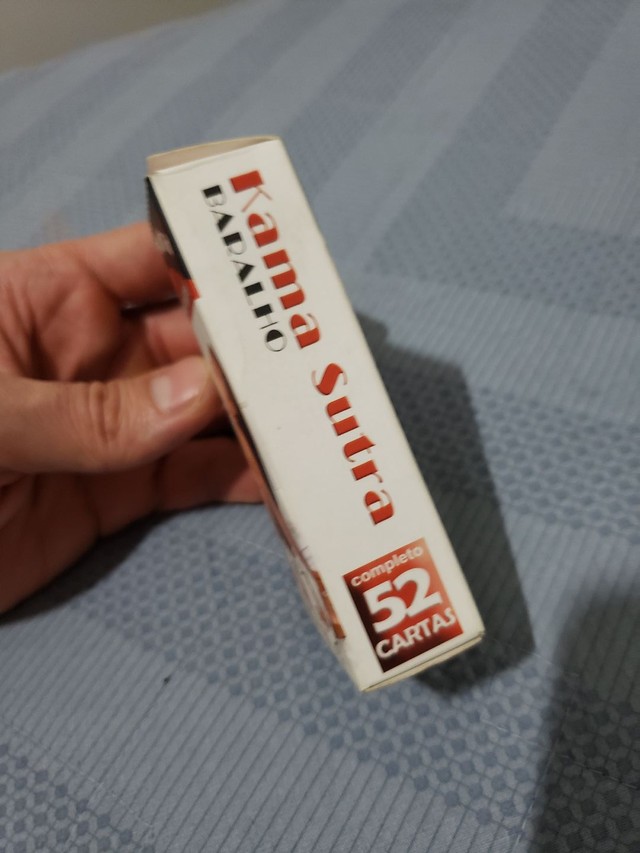 Kama Sutra
BARALHO
completo
52
CARTAS